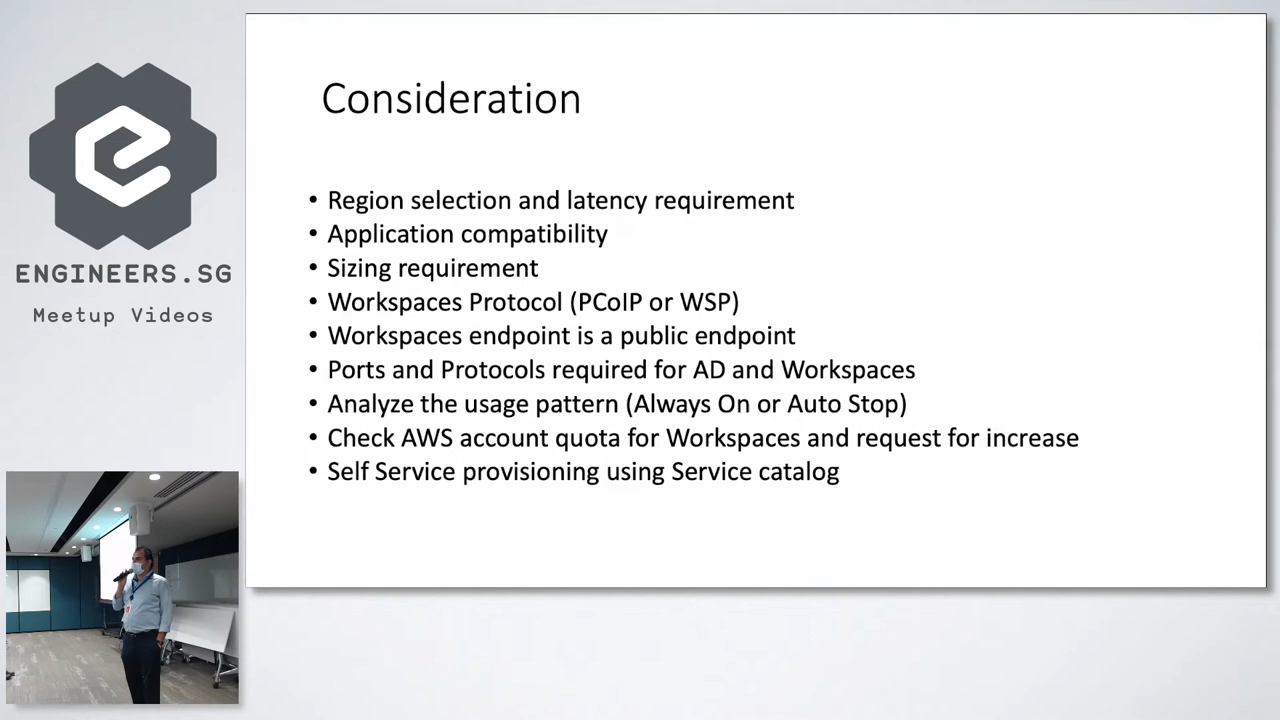 ENGINEERS.SG
Meetup Videos
Consideration
• Region selection and latency requirement
• Application compatibility
• Sizing requirement
• Workspaces Protocol (PCoIP or WSP)
• Workspaces endpoint is a public endpoint
• Ports and Protocols required for AD and Workspaces
• Analyze the usage pattern (Always On or Auto Stop)
• Check AWS account quota for Workspaces and request for increase
• Self Service provisioning using Service catalog